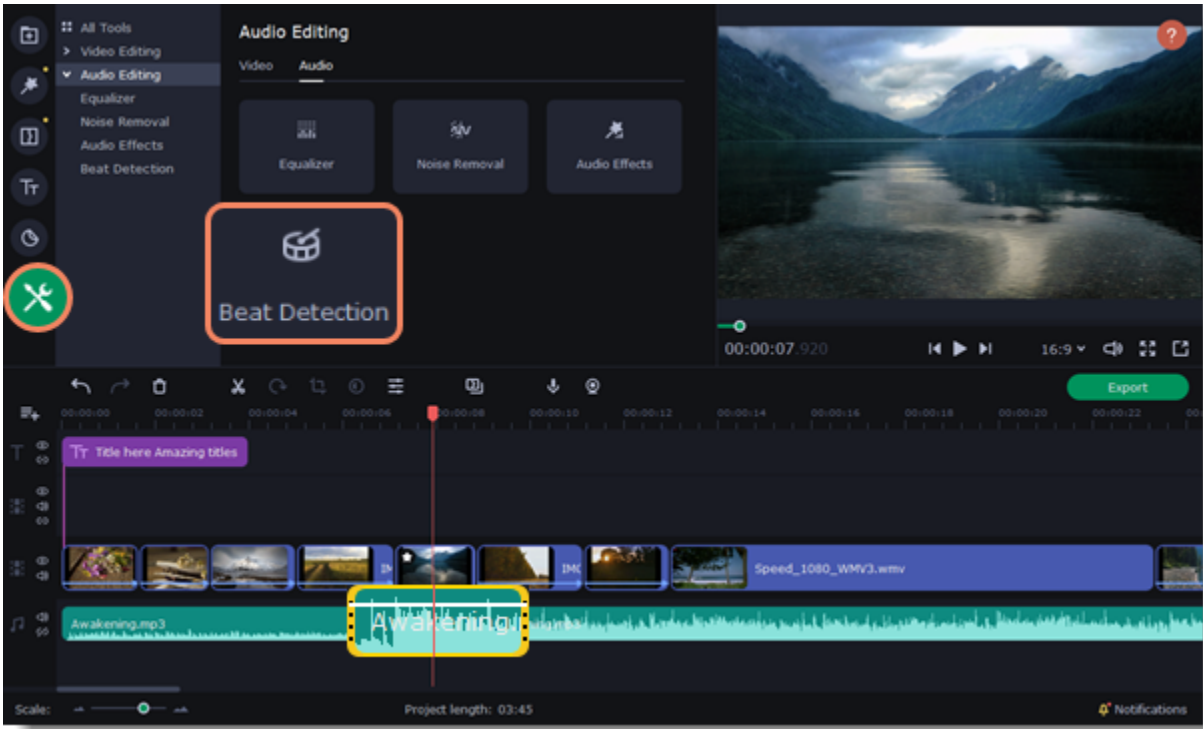 All Tools
Video Editing
Audio Editing
Equalizer
Noise Removal
Audio Effects
Beat Detection
Audio Editing
Video Audio
Equalizer
Noise Removal
Audio Effects
Beat Detection
?
00:00:07.920
16:9
Export
00:00:00 00:00:02 00:00:04 00:00:06 00:00:08 00:00:10 00:00:12 00:00:14 00:00:16 00:00:18 00:00:20 00:00:22
Title here Amazing titles
Speed_1080_WMV3.wmv
Awakening.mp3
Awakening
Scale:
Project length: 03:45
Notifications